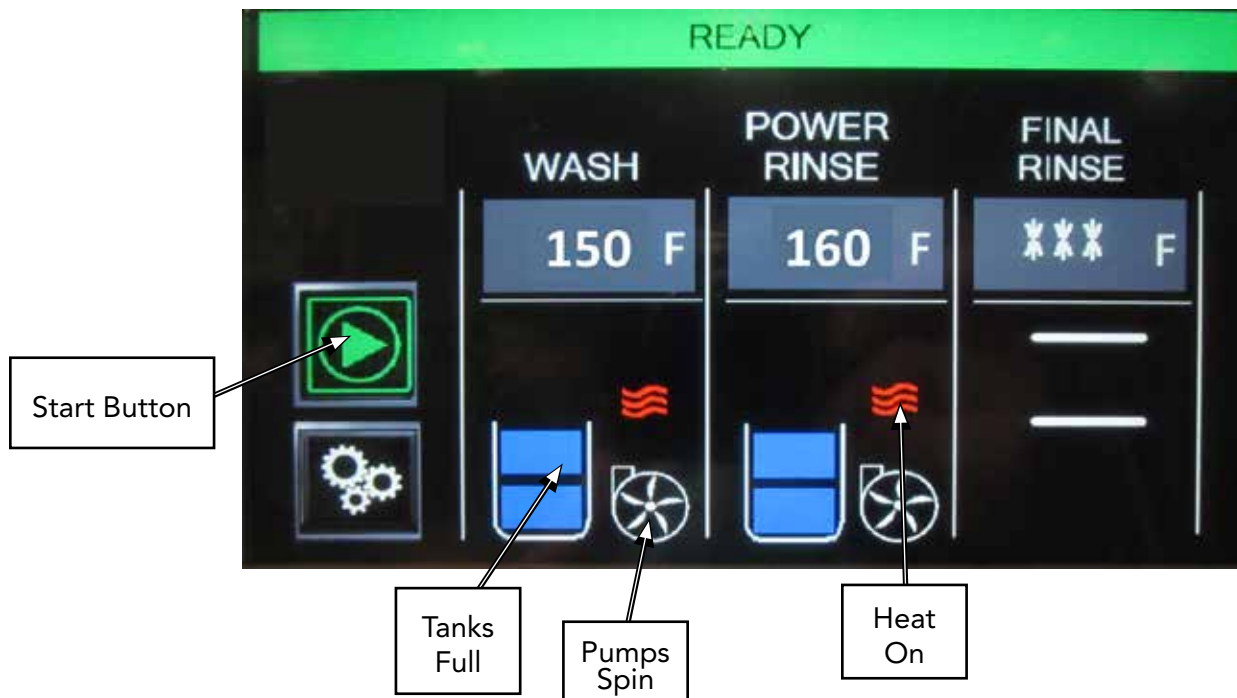 READY
WASH
POWER
RINSE
FINAL
RINSE
150 F
160 F
*** F
Start Button
Tanks
Full
Pumps
Spin
Heat
On